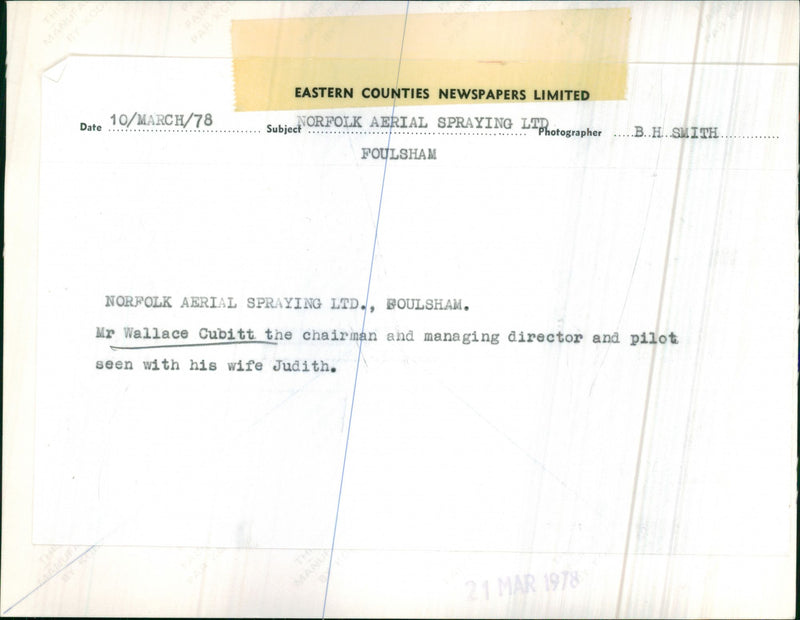 EASTERN COUNTIES NEWSPAPERS LIMITED
Date 10/MARCH/78 Subject NORFOLK AERIAL SPRAYING LTD Photographer B H SMITH
FOULSHAM
NORFOLK AERIAL SPRAYING LTD., FOULSHAM.
Mr Wallace Cubitt the chairman and managing director and pilot
seen with his wife Judith.
21 MAR 1978